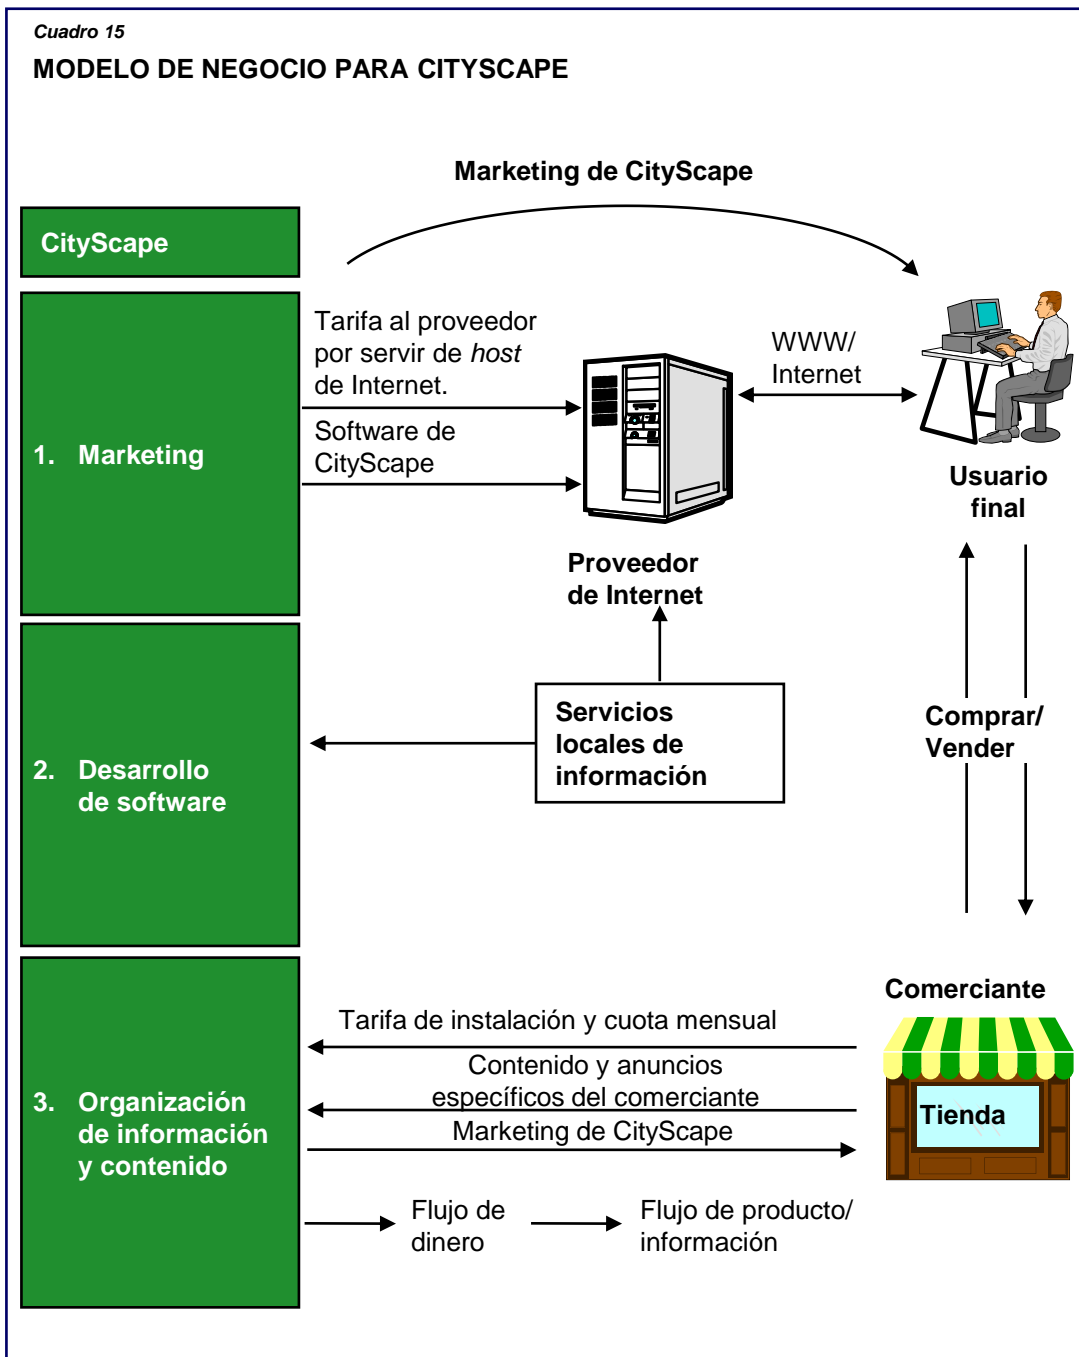 Cuadro 15
MODELO DE NEGOCIO PARA CITYSCAPE
Marketing de CityScape
CityScape
1. Marketing
Tarifa al proveedor
por servir de host
de Internet.
Software de
CityScape
WWW/
Internet
Usuario
final
Proveedor
de Internet
2. Desarrollo
de software
Servicios
locales de
información
Comprar/
Vender
Comerciante
Tienda
3. Organización
de información
y contenido
Tarifa de instalación y cuota mensual
Contenido y anuncios
específicos del comerciante
Marketing de CityScape
Flujo de
dinero
Flujo de producto/
información